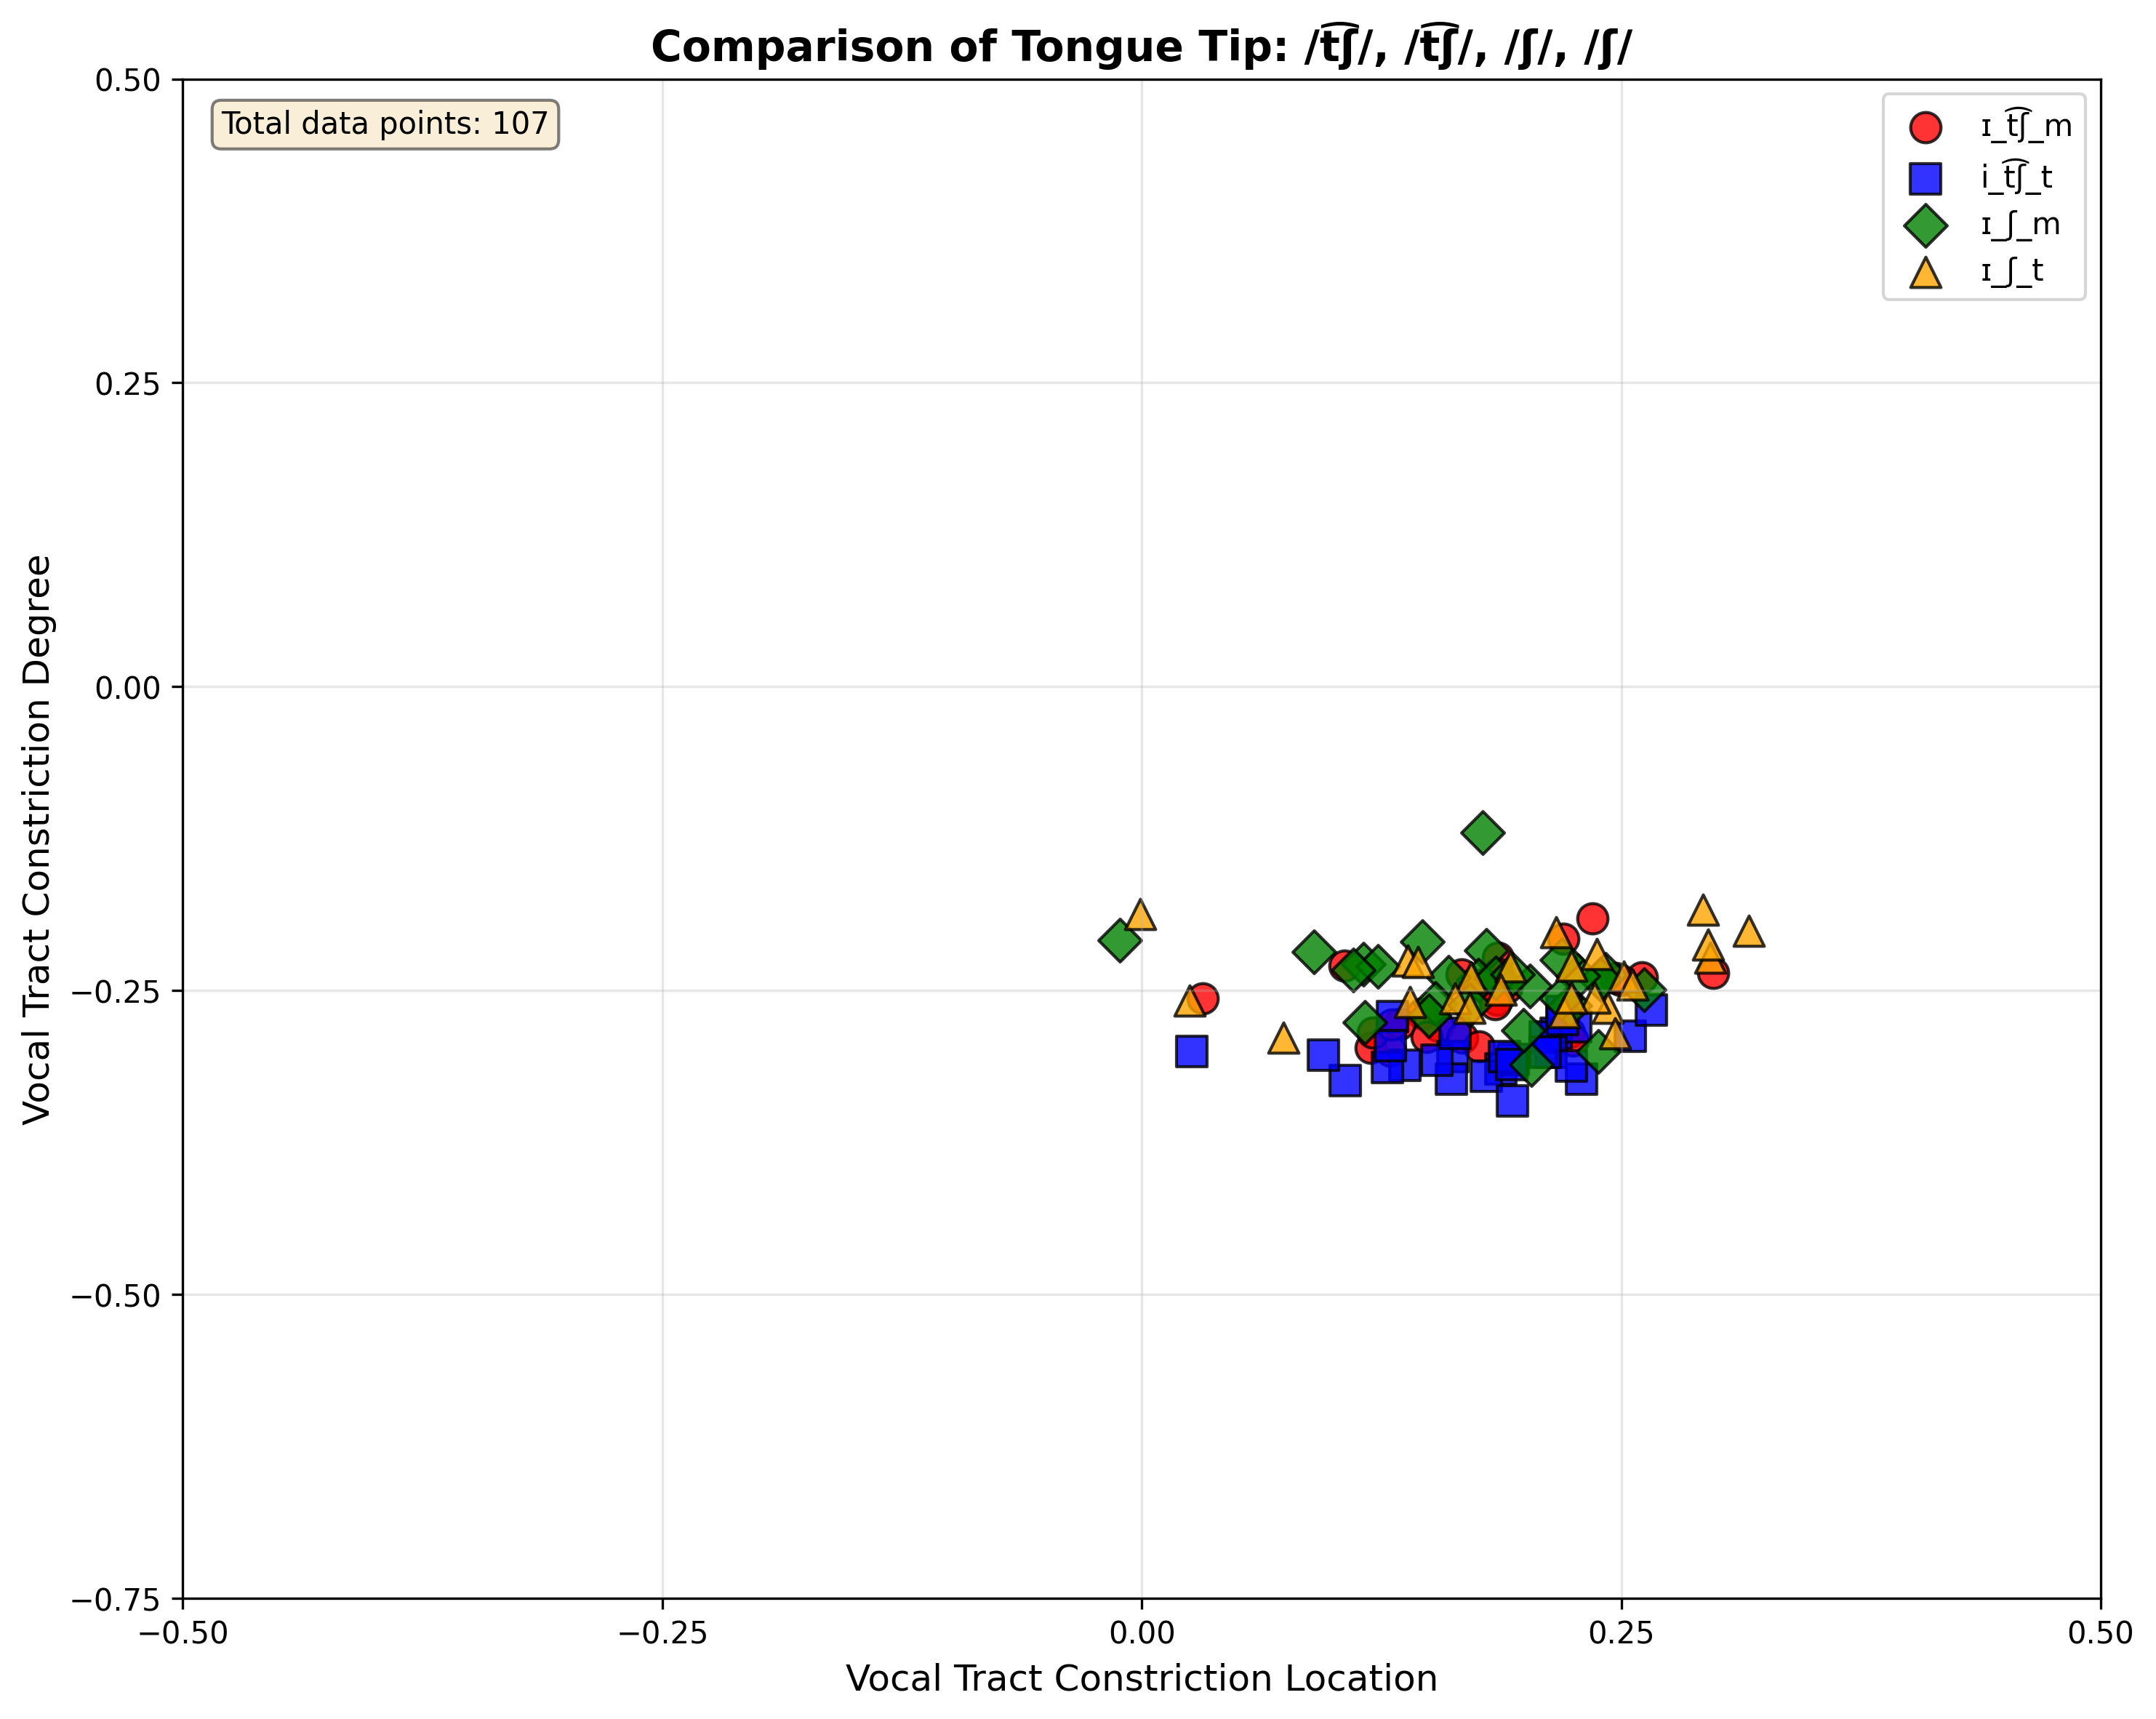 Comparison of Tongue Tip: /t͡ʃ/, /t͡ʃ/, /ʃ/, /ʃ/
Total data points: 107
ɪ_t͡ʃ_m
i_t͡ʃ_t
ɪ_ʃ_m
ɪ_ʃ_t
Vocal Tract Constriction Degree
0.50
0.25
0.00
−0.25
−0.50
−0.75
−0.50
−0.25
0.00
0.25
0.50
Vocal Tract Constriction Location